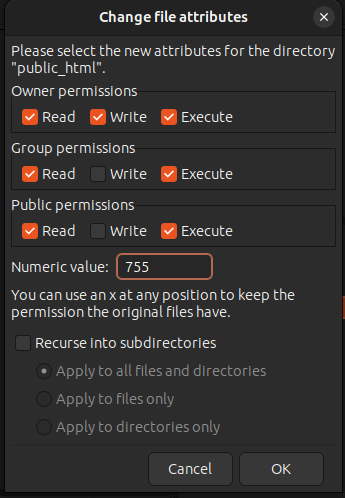 Change file attributes
Please select the new attributes for the directory
"public_html".
Owner permissions
Read Write Execute
Group permissions
Read Write Execute
Public permissions
Read Write Execute
Numeric value: 755
You can use an x at any position to keep the
permission the original files have.
Recurse into subdirectories
Apply to all files and directories
Apply to files only
Apply to directories only
Cancel OK